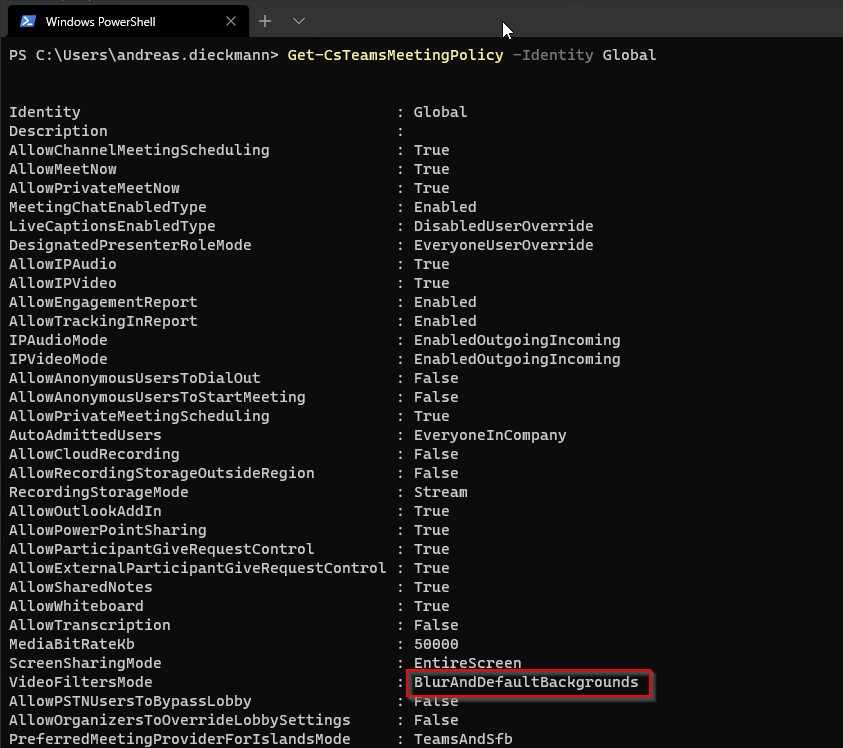 Windows PowerShell
PS C:\Users\andreas.dieckmann> Get-CsTeamsMeetingPolicy -Identity Global
Identity : Global
Description :
AllowChannelMeetingScheduling : True
AllowMeetNow : True
AllowPrivateMeetNow : True
MeetingChatEnabledType : Enabled
LiveCaptionsEnabledType : DisabledUserOverride
DesignatedPresenterRoleMode : EveryoneUserOverride
AllowIPAudio : True
AllowIPVideo : True
AllowEngagementReport : Enabled
AllowTrackingInReport : Enabled
IPAudioMode : EnabledOutgoingIncoming
IPVideoMode : EnabledOutgoingIncoming
AllowAnonymousUsersToDialOut : False
AllowAnonymousUsersToStartMeeting : False
AllowPrivateMeetingScheduling : True
AutoAdmittedUsers : EveryoneInCompany
AllowCloudRecording : False
AllowRecordingStorageOutsideRegion : False
RecordingStorageMode : Stream
AllowOutlookAddIn : True
AllowPowerPointSharing : True
AllowParticipantGiveRequestControl : True
AllowExternalParticipantGiveRequestControl : True
AllowSharedNotes : True
AllowWhiteboard : True
AllowTranscription : False
MediaBitRateKb : 50000
ScreenSharingMode : EntireScreen
VideoFiltersMode : BlurAndDefaultBackgrounds
AllowPSTNUsersToBypassLobby : False
AllowOrganizersToOverrideLobbySettings : False
PreferredMeetingProviderForIslandsMode : TeamsAndSfb